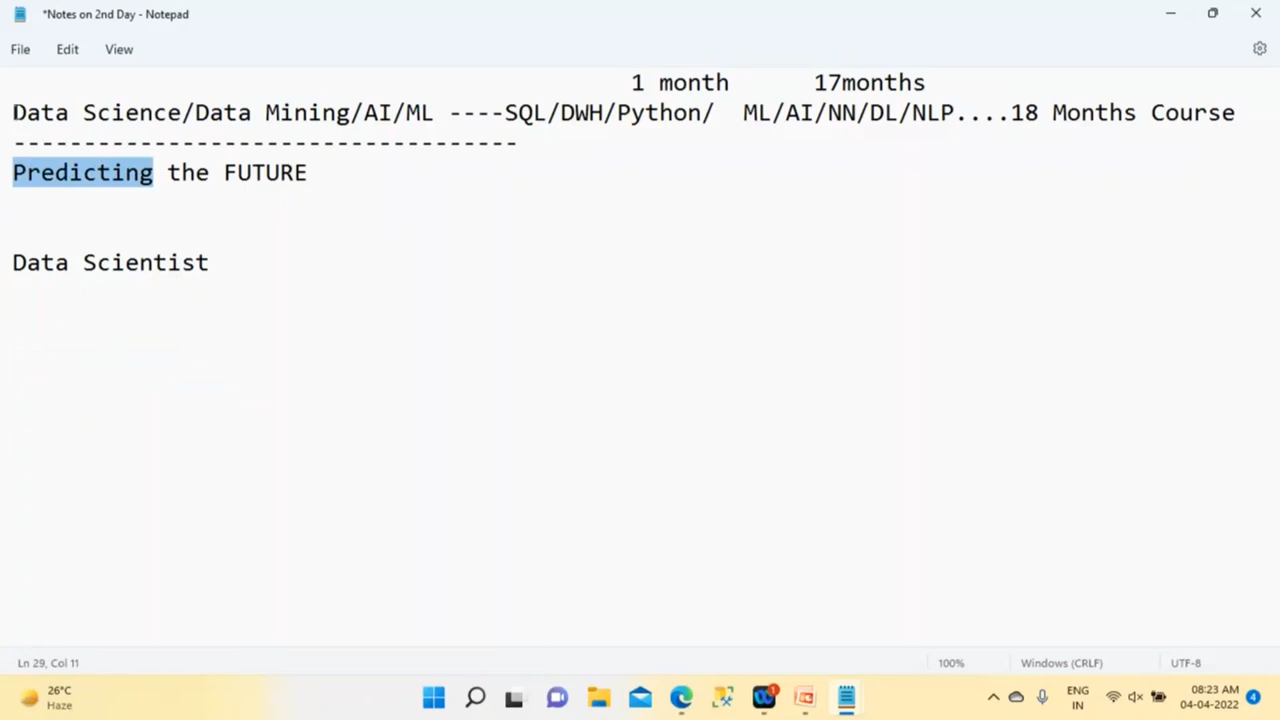 *Notes on 2nd Day - Notepad
File Edit View
1 month 17months
Data Science/Data Mining/AI/ML ----SQL/DWH/Python/ ML/AI/NN/DL/NLP....18 Months Course
------------------------------------
Predicting the FUTURE
Data Scientist
Ln 29, Col 11 100% Windows (CRLF) UTF-8
26°C
Haze
1
ENG
IN
08:23 AM
04-04-2022
4